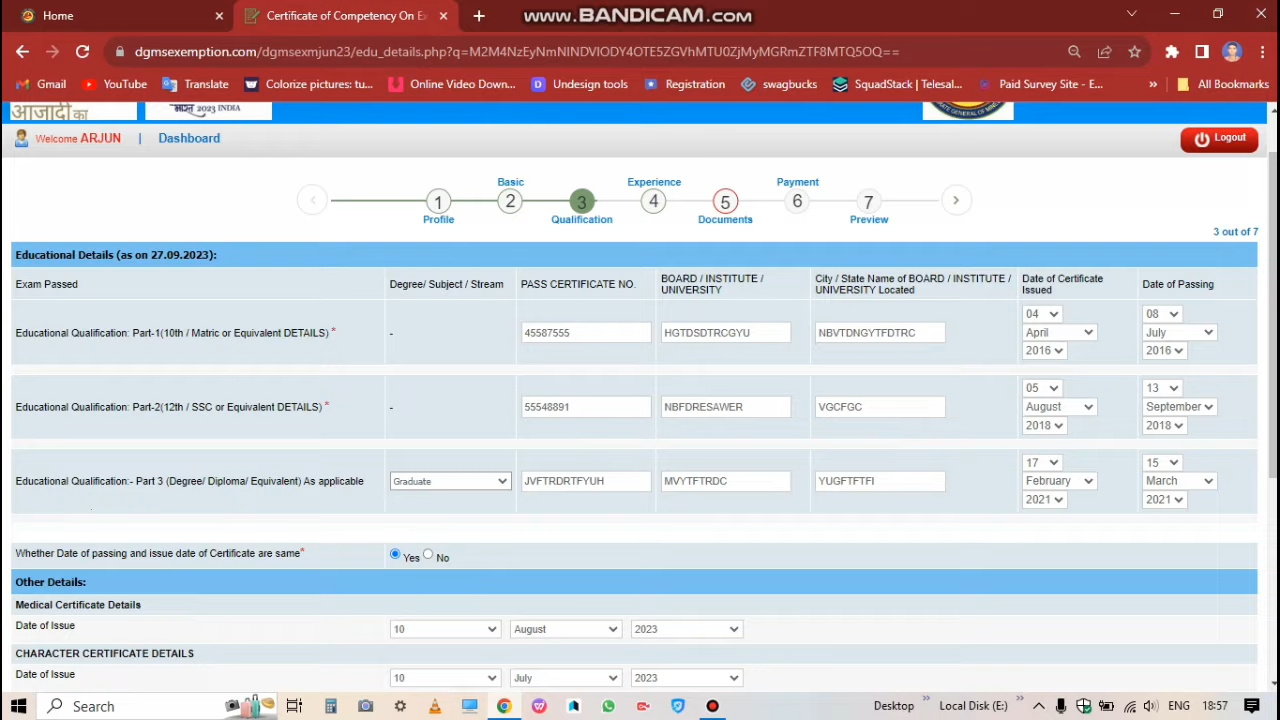 Home
Certificate of Competency On Ex
www.BANDICAM.com
dgmsexemption.com/dgmsexmjun23/edu_details.php?q=M2M4NzEyNmNINDVIODY4OTE5ZGVhMTU0ZjMyMGRmZTF8MTQ5OQ==
Gmail YouTube Translate Colorize pictures: tu... Online Video Down... Undesign tools Registration swagbucks SquadStack | Telesal... Paid Survey Site - E... » All Bookmarks
आज़ादी का
भारत 2023 INDIA
Welcome ARJUN | Dashboard
Logout
Basic Experience Payment
1 2 3 4 5 6 7
Profile Qualification Documents Preview
3 out of 7
Educational Details (as on 27.09.2023):
Exam Passed Degree/ Subject / Stream PASS CERTIFICATE NO. BOARD / INSTITUTE / UNIVERSITY City / State Name of BOARD / INSTITUTE / UNIVERSITY Located Date of Certificate Issued Date of Passing
Educational Qualification: Part-1(10th / Matric or Equivalent DETAILS) * - 45587555 HGTDSDTRCGYU NBVTDNGYTFDTRC 04 April 2016 08 July 2016
Educational Qualification: Part-2(12th / SSC or Equivalent DETAILS) * - 55548891 NBFDRESAWER VGCFGC 05 August 2018 13 September 2018
Educational Qualification:- Part 3 (Degree/ Diploma/ Equivalent) As applicable Graduate JVFTRDRTFYUH MVYTFTRDC YUGFTFTFI 17 February 2021 15 March 2021
Whether Date of passing and issue date of Certificate are same* Yes No
Other Details:
Medical Certificate Details
Date of Issue 10 August 2023
CHARACTER CERTIFICATE DETAILS
Date of Issue 10 July 2023
Search
Desktop » Local Disk (E:) » ENG 18:57